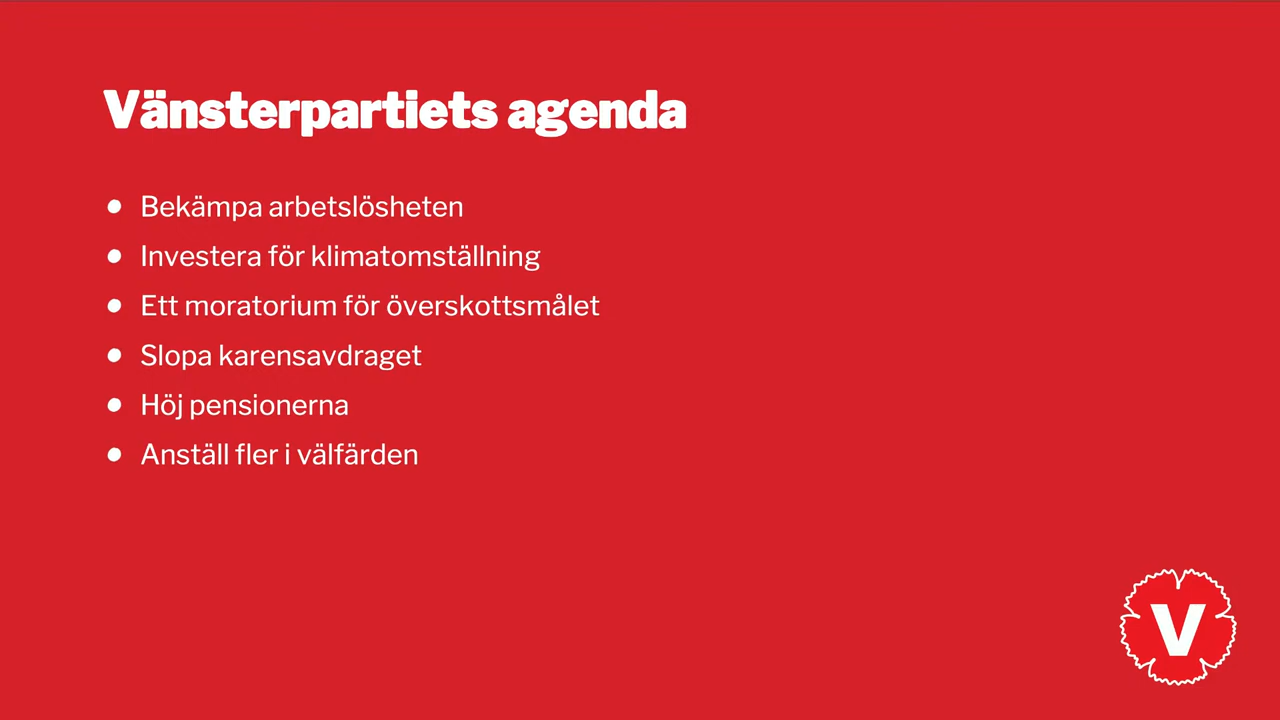 Vänsterpartiets agenda
● Bekämpa arbetslösheten
● Investera för klimatomställning
● Ett moratorium för överskottsmålet
● Slopa karensavdraget
● Höj pensionerna
● Anställ fler i välfärden
V